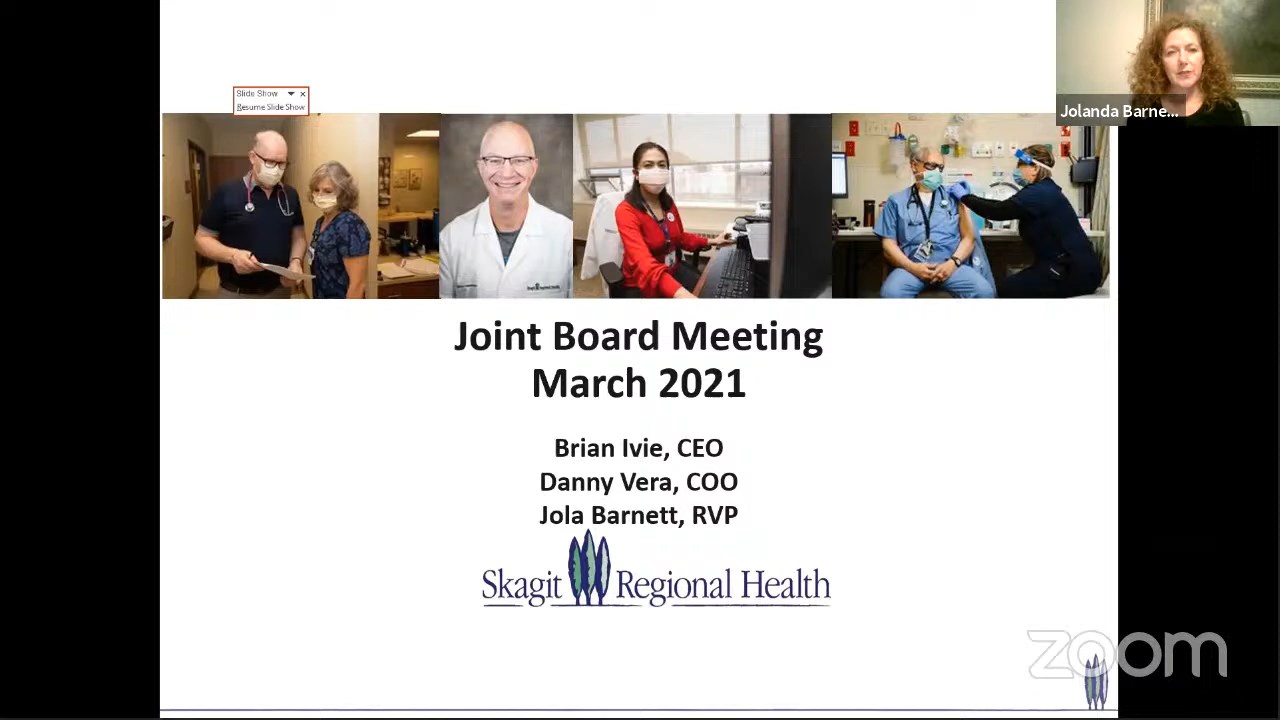 Jolanda Barne...
Slide Show
Resume Slide Show
Joint Board Meeting
March 2021
Brian Ivie, CEO
Danny Vera, COO
Jola Barnett, RVP
Skagit Regional Health
zoom